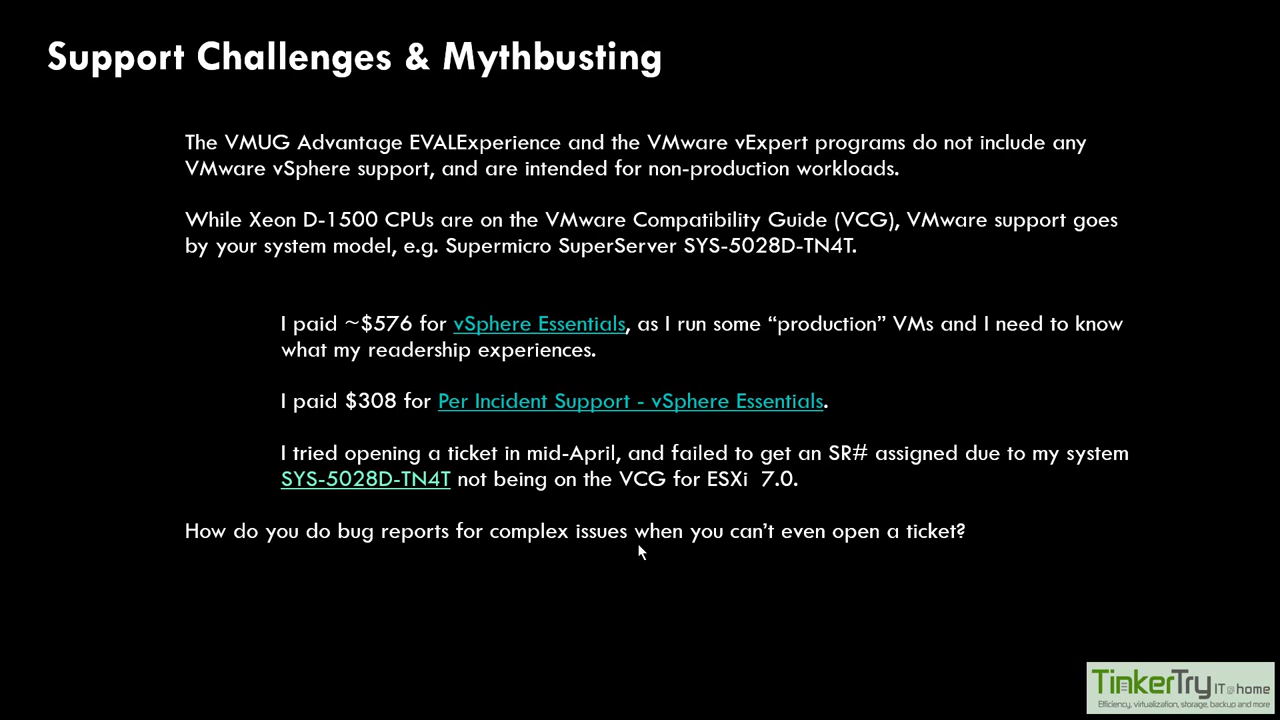 Support Challenges & Mythbusting
The VMUG Advantage EVALExperience and the VMware vExpert programs do not include any
VMware vSphere support, and are intended for non-production workloads.
While Xeon D-1500 CPUs are on the VMware Compatibility Guide (VCG), VMware support goes
by your system model, e.g. Supermicro SuperServer SYS-5028D-TN4T.
I paid ~$576 for vSphere Essentials, as I run some “production” VMs and I need to know
what my readership experiences.
I paid $308 for Per Incident Support - vSphere Essentials.
I tried opening a ticket in mid-April, and failed to get an SR# assigned due to my system
SYS-5028D-TN4T not being on the VCG for ESXi  7.0.
How do you do bug reports for complex issues when you can’t even open a ticket?
TinkerTry IT@home
Efficiency, virtualization, storage, backup and more